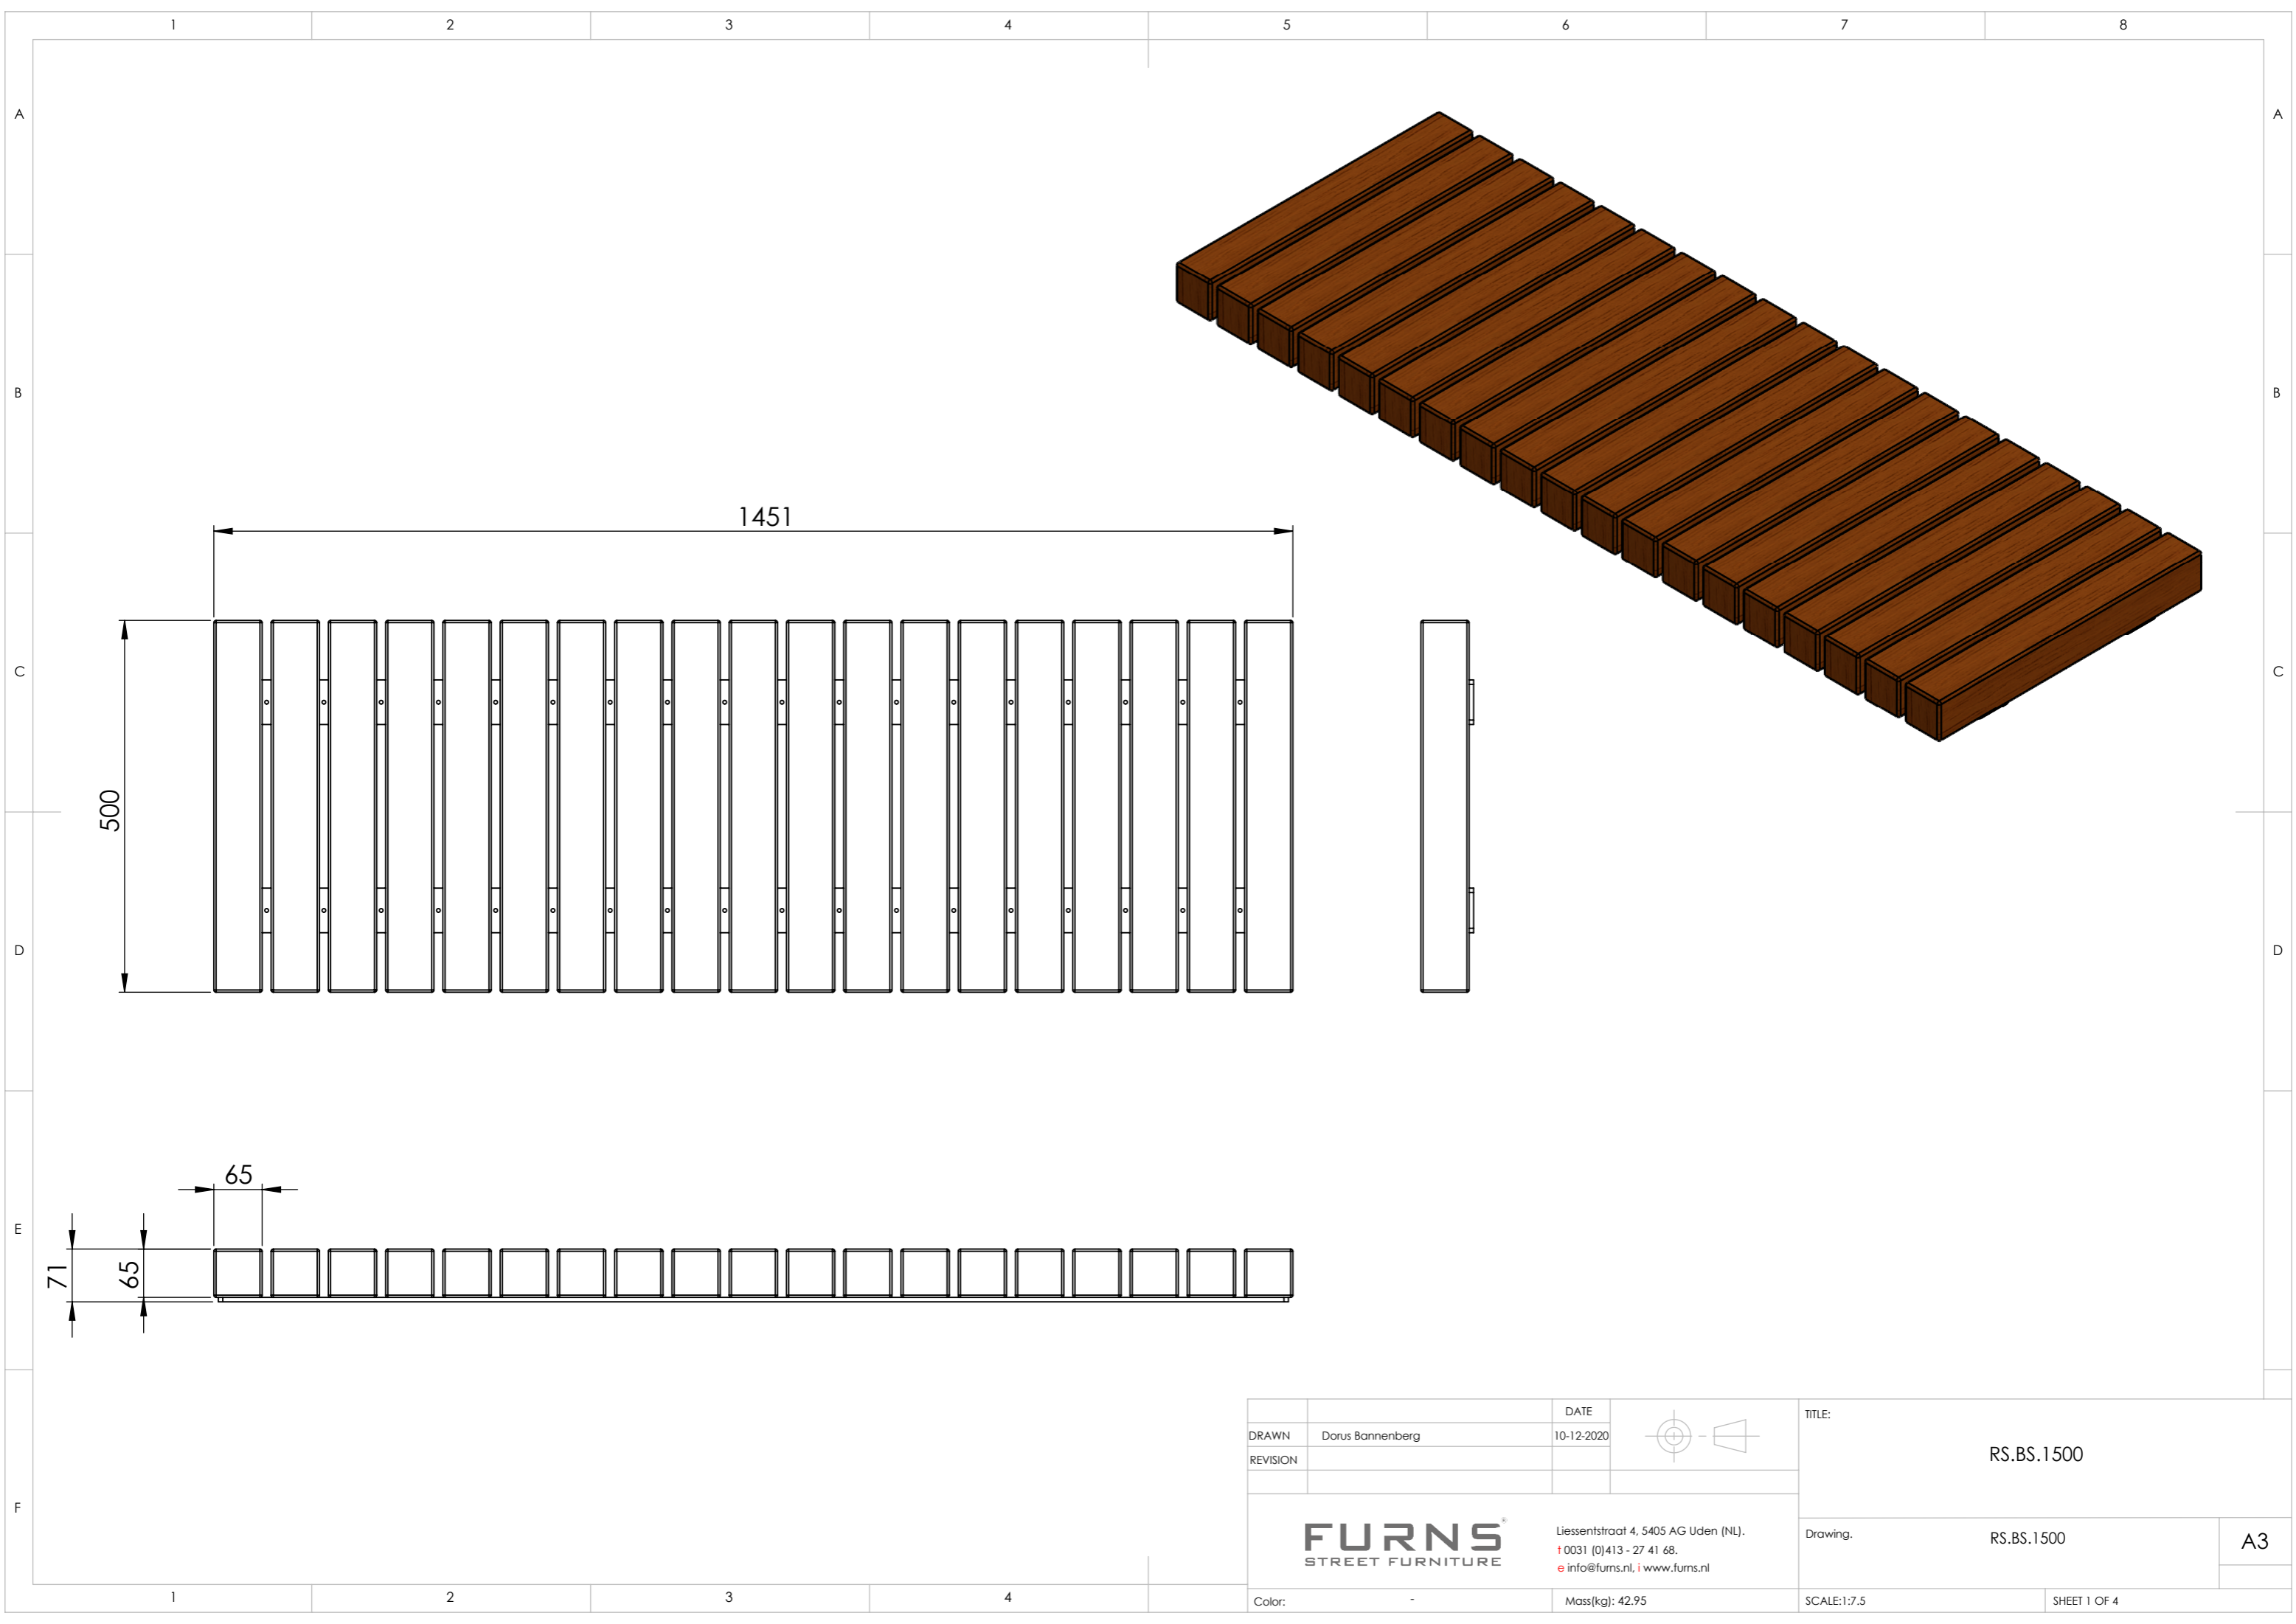 1 2 3 4 5 6 7 8
A A
B B
1451
C C
500
D D
65
E E
71 65
DATE
TITLE:
DRAWN Dorus Bannenberg 10-12-2020
REVISION
RS.BS.1500
F
FURNS®
STREET FURNITURE
Liessentstraat 4, 5405 AG Uden (NL).
t 0031 (0)413 - 27 41 68.
e info@furns.nl, i www.furns.nl
Drawing. RS.BS.1500 A3
1 2 3 4
Color: - Mass(kg): 42.95 SCALE:1:7.5 SHEET 1 OF 4